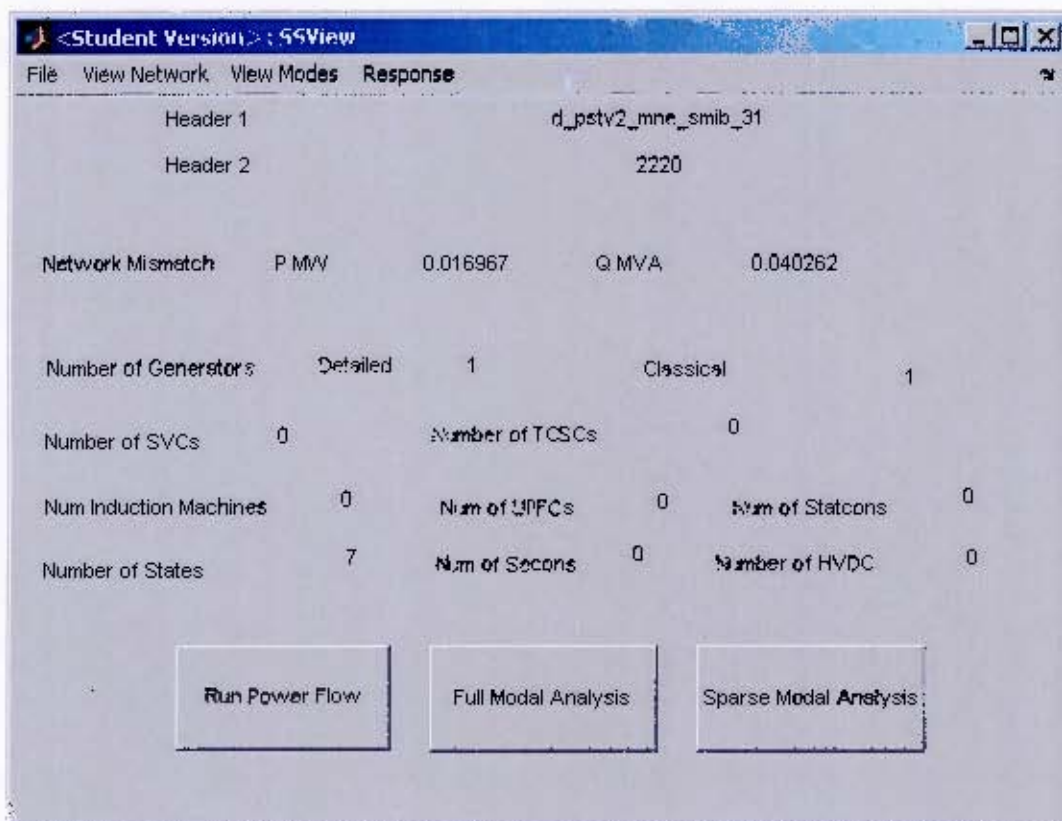 <Student Version> : SSView
File View Network View Modes Response
Header 1 d_pstv2_mne_smib_31
Header 2 2220
Network Mismatch P MW 0.016967 Q MVA 0.040262
Number of Generators Detailed 1 Classical 1
Number of SVCs 0 Number of TCSCs 0
Num Induction Machines 0 Num of UPFCs 0 Num of Statcons 0
Number of States 7 Num of Sscons 0 Number of HVDC 0
Run Power Flow Full Modal Analysis Sparse Modal Analysis